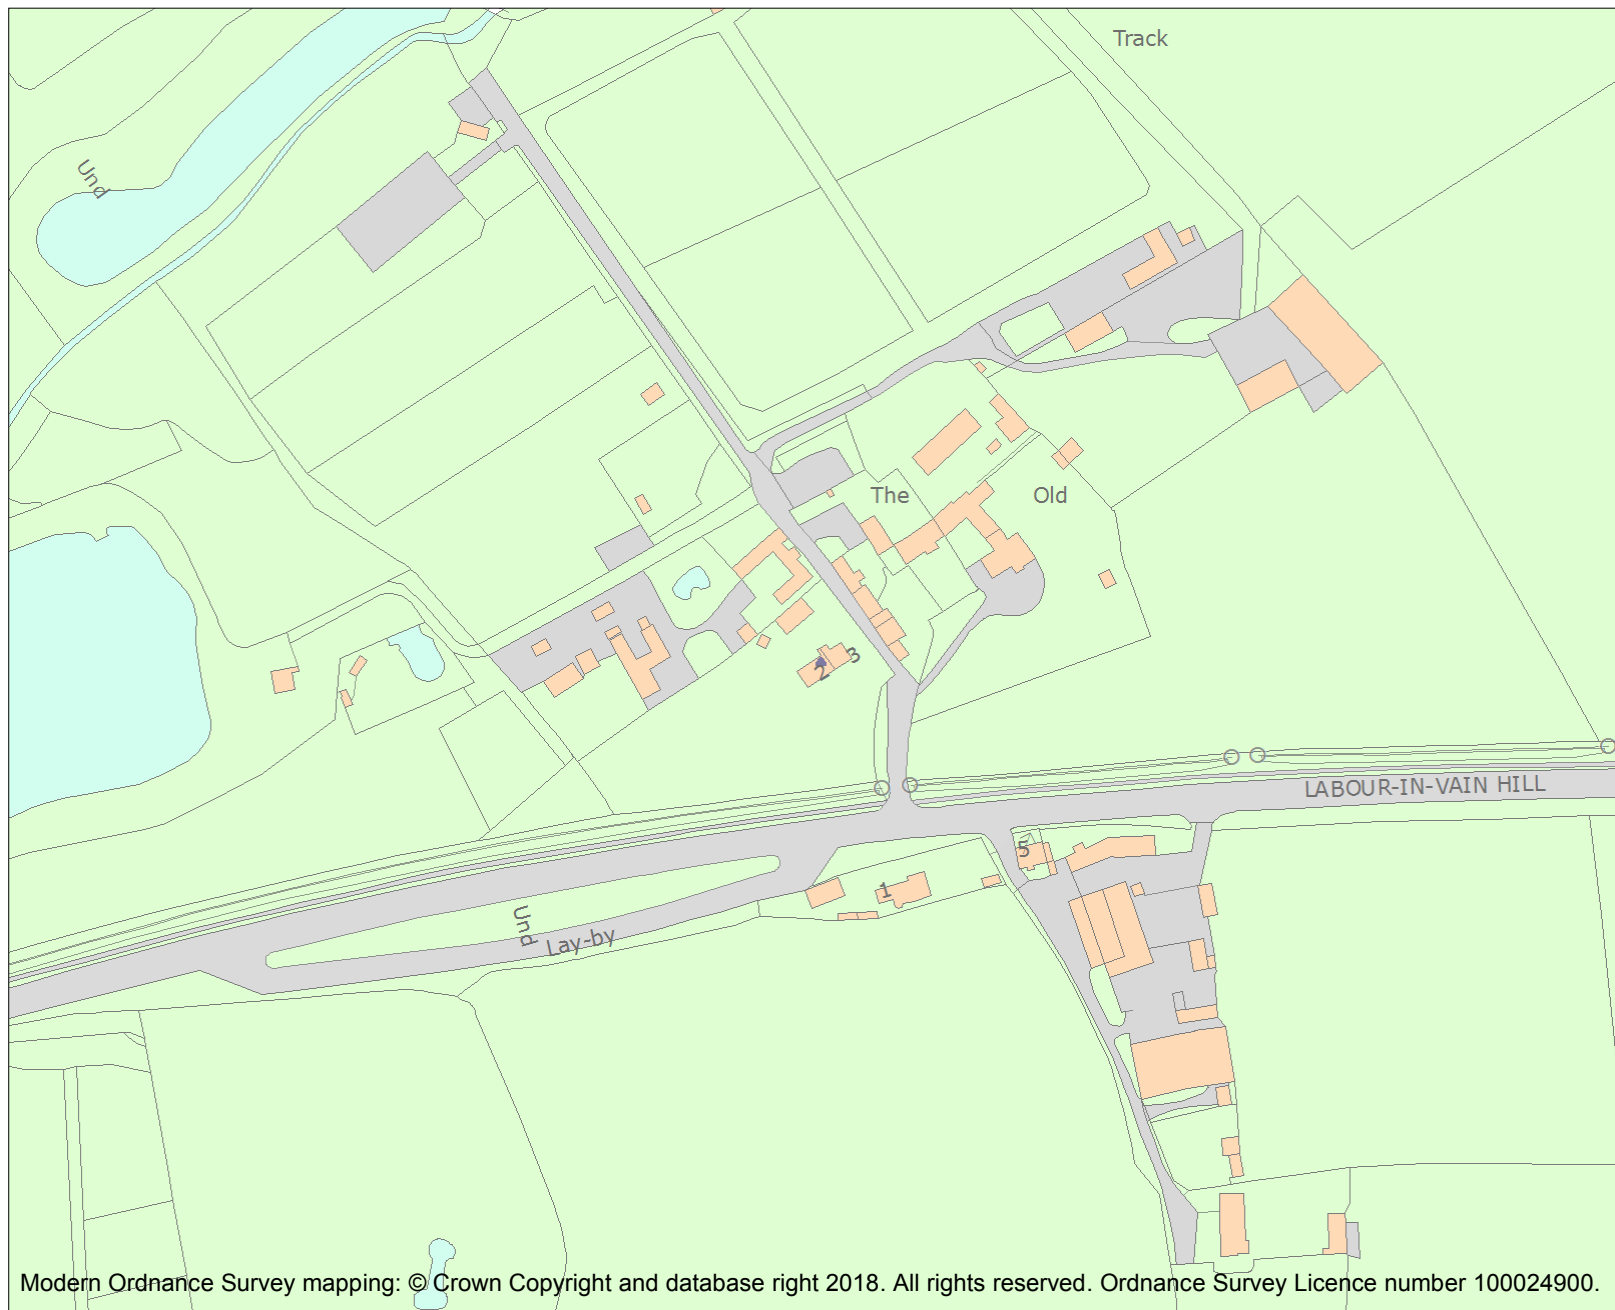 Track
Und
The Old
3
2
LABOUR-IN-VAIN HILL
5
1
Und
Lay-by
Modern Ordnance Survey mapping: © Crown Copyright and database right 2018. All rights reserved. Ordnance Survey Licence number 100024900.